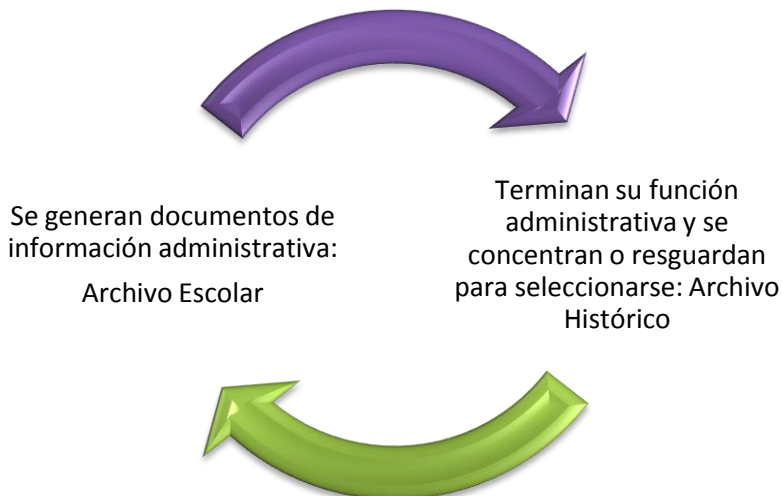 Se generan documentos de
información administrativa:
Archivo Escolar
Terminan su función
administrativa y se
concentran o resguardan
para seleccionarse: Archivo
Histórico